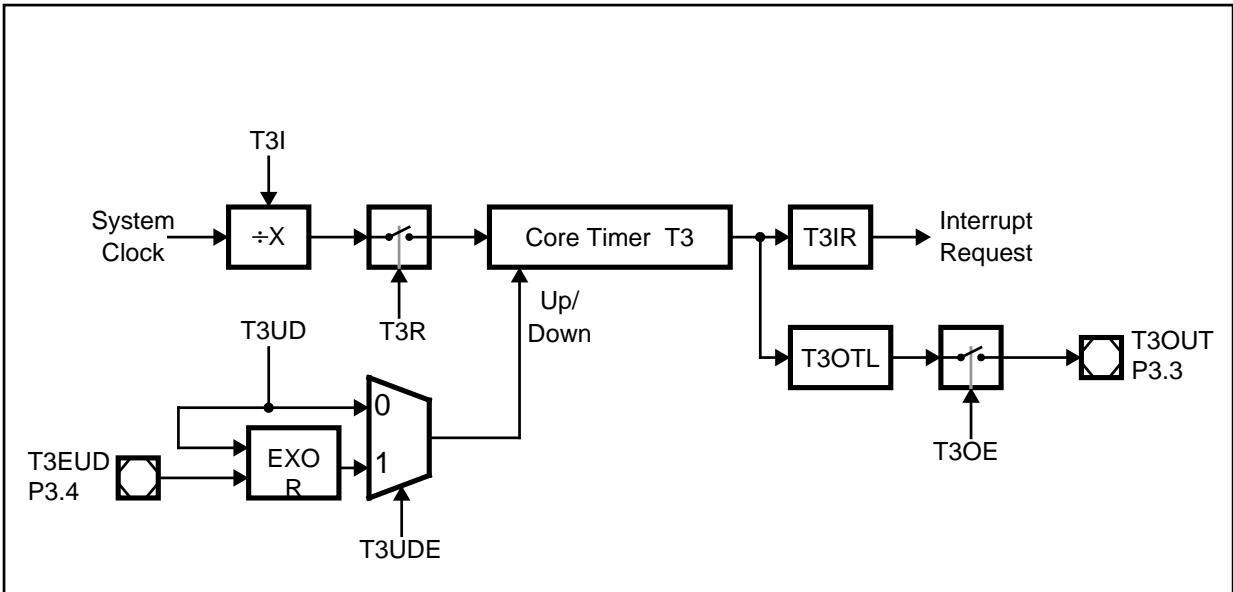 T3I
System
Clock
÷X
T3R
Core Timer T3
Up/
Down
T3IR
Interrupt
Request
T3UD
T3OTL
T3OUT
P3.3
T3OE
0
1
EXO
R
T3EUD
P3.4
T3UDE